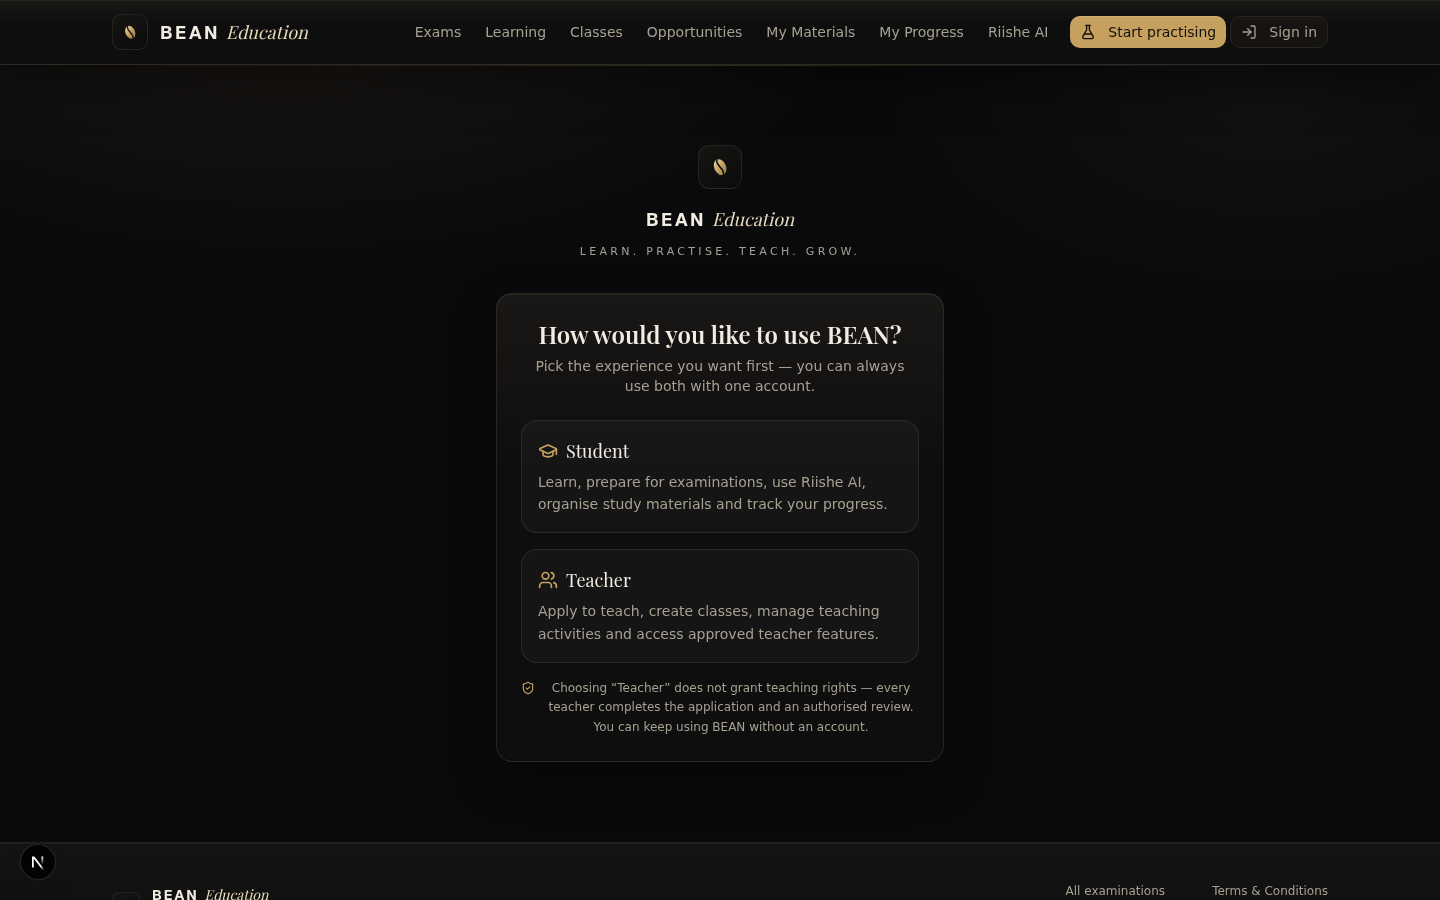 BEAN Education
Exams
Learning
Classes
Opportunities
My Materials
My Progress
Riishe AI
Start practising
Sign in
BEAN Education
LEARN. PRACTISE. TEACH. GROW.
How would you like to use BEAN?
Pick the experience you want first — you can always
use both with one account.
Student
Learn, prepare for examinations, use Riishe AI,
organise study materials and track your progress.
Teacher
Apply to teach, create classes, manage teaching
activities and access approved teacher features.
Choosing “Teacher” does not grant teaching rights — every
teacher completes the application and an authorised review.
You can keep using BEAN without an account.
N
BEAN Education
All examinations
Terms & Conditions